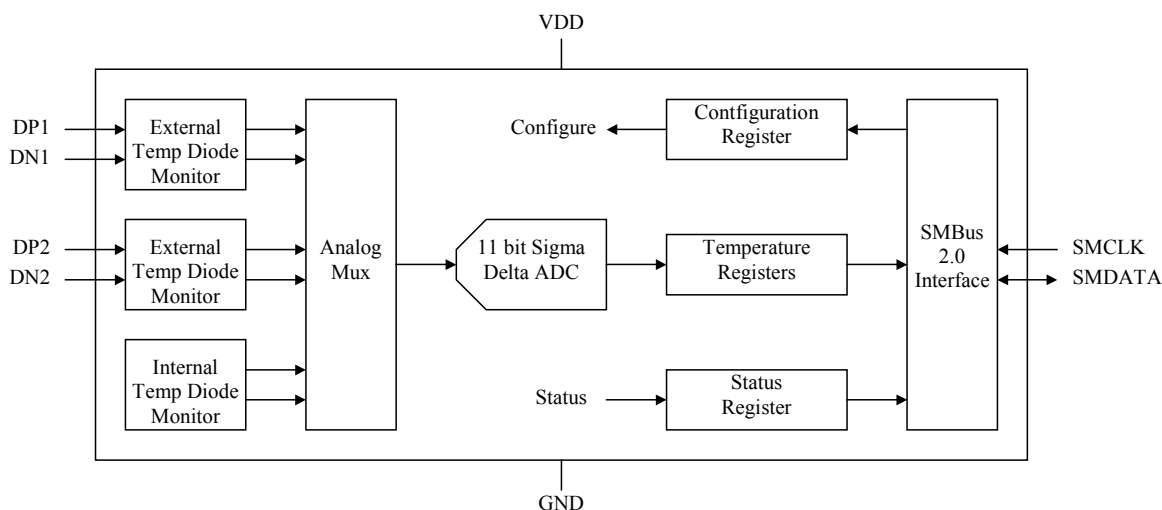 VDD
DP1
DN1
External
Temp Diode
Monitor
DP2
DN2
External
Temp Diode
Monitor
Internal
Temp Diode
Monitor
Analog
Mux
11 bit Sigma
Delta ADC
Configure
Contfiguration
Register
Temperature
Registers
Status
Status
Register
SMBus
2.0
Interface
SMCLK
SMDATA
GND